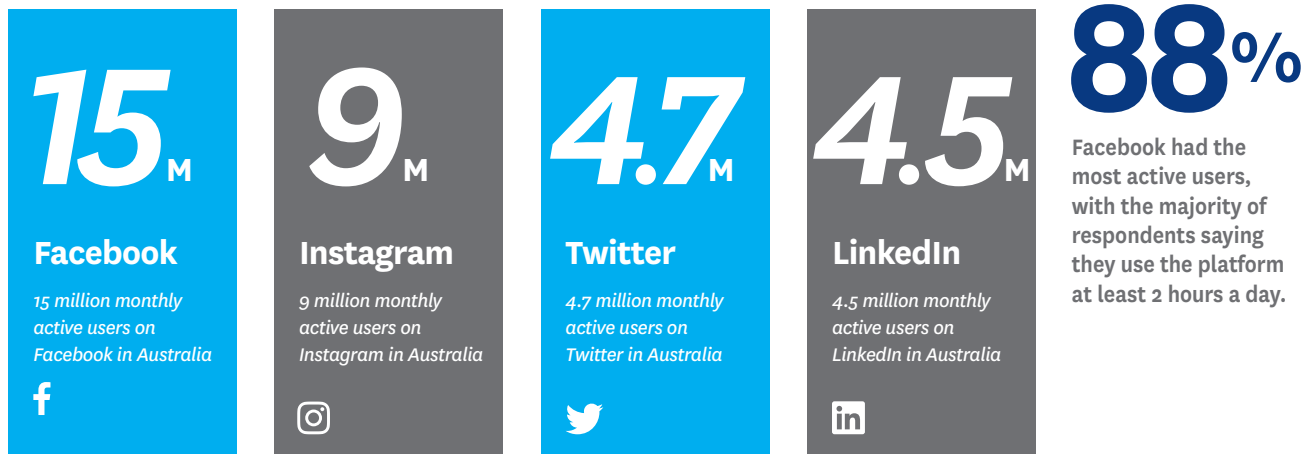 15M
Facebook
15 million monthly
active users on
Facebook in Australia
9M
Instagram
9 million monthly
active users on
Instagram in Australia
4.7M
Twitter
4.7 million monthly
active users on
Twitter in Australia
4.5M
LinkedIn
4.5 million monthly
active users on
LinkedIn in Australia
88%
Facebook had the
most active users,
with the majority of
respondents saying
they use the platform
at least 2 hours a day.